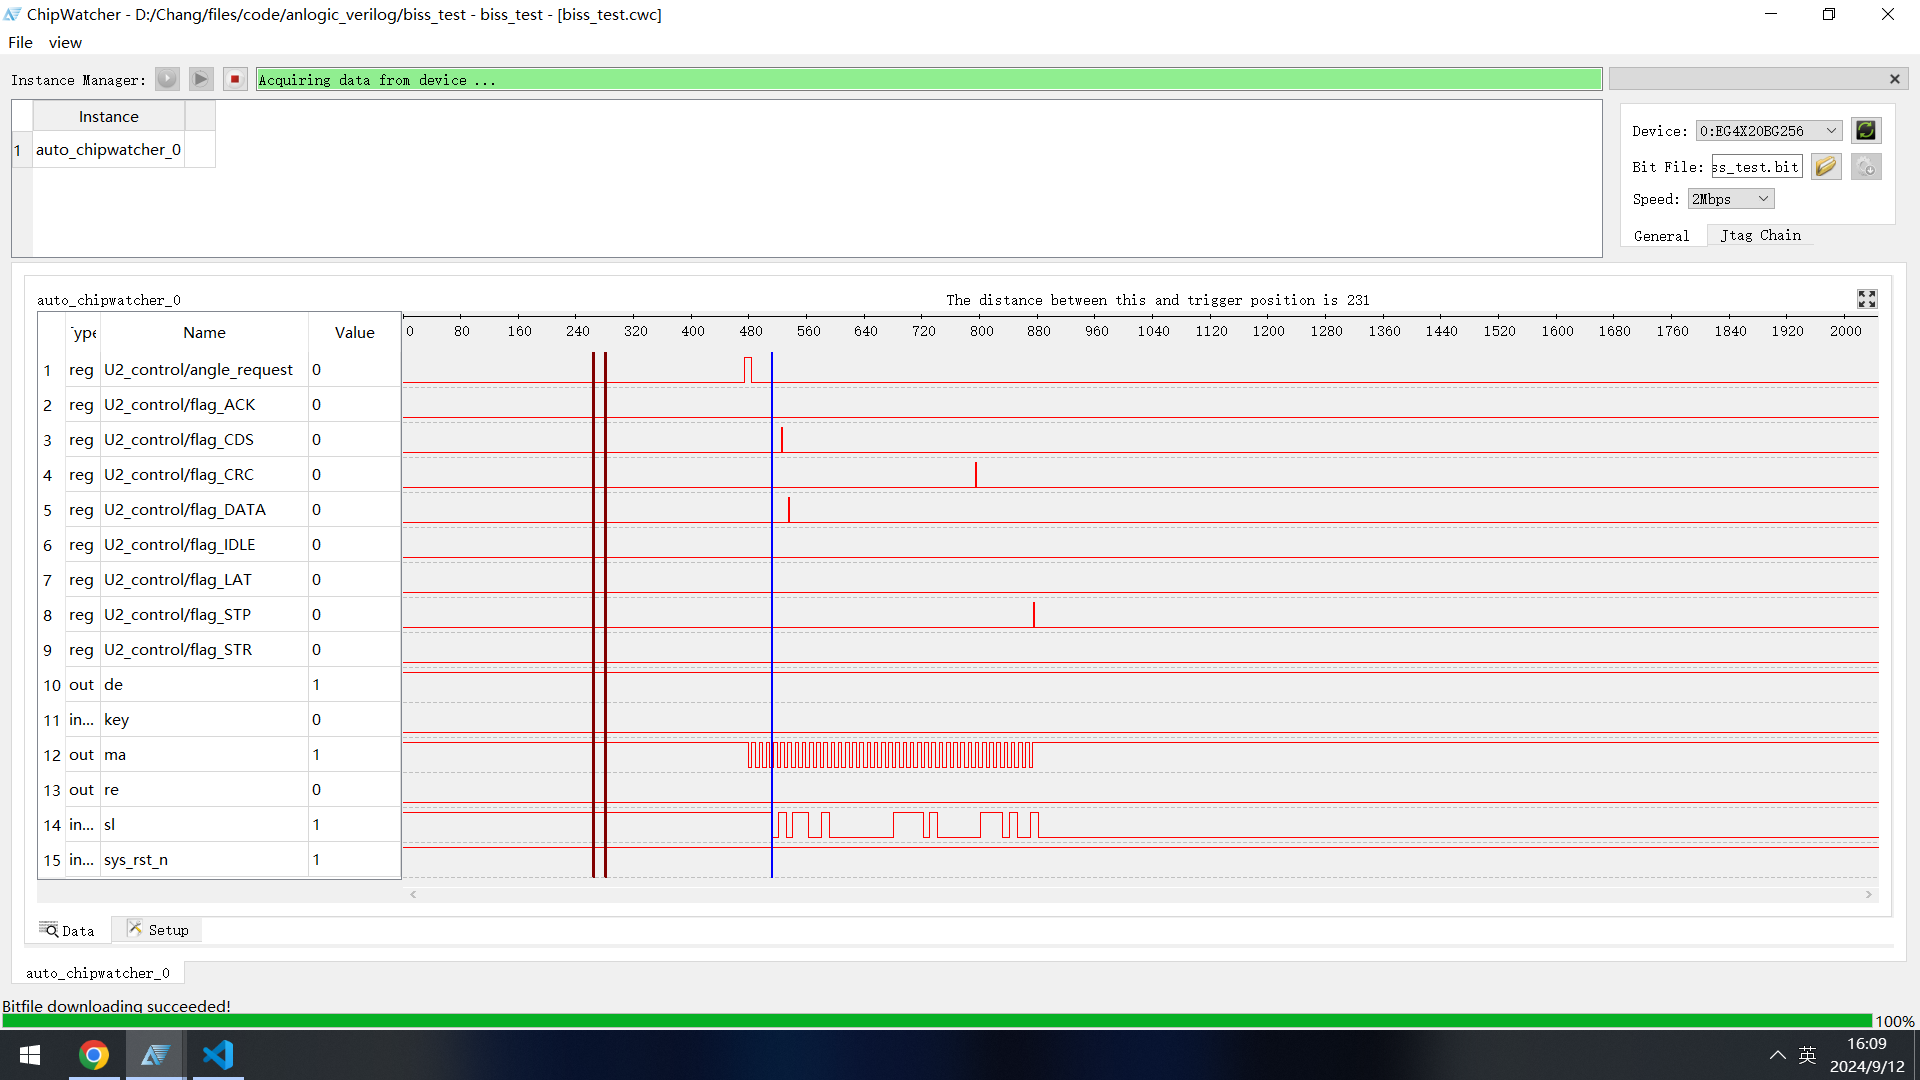 ChipWatcher - D:/Chang/files/code/anlogic_verilog/biss_test - biss_test - [biss_test.cwc]
File view
Instance Manager: Acquiring data from device ...
Instance
1 auto_chipwatcher_0
Device: 0:EG4X20BG256
Bit File: ss_test.bit
Speed: 2Mbps
General Jtag Chain
auto_chipwatcher_0 The distance between this and trigger position is 231
ype Name Value 0 80 160 240 320 400 480 560 640 720 800 880 960 1040 1120 1200 1280 1360 1440 1520 1600 1680 1760 1840 1920 2000
1 reg U2_control/angle_request 0
2 reg U2_control/flag_ACK 0
3 reg U2_control/flag_CDS 0
4 reg U2_control/flag_CRC 0
5 reg U2_control/flag_DATA 0
6 reg U2_control/flag_IDLE 0
7 reg U2_control/flag_LAT 0
8 reg U2_control/flag_STP 0
9 reg U2_control/flag_STR 0
10 out de 1
11 in... key 0
12 out ma 1
13 out re 0
14 in... sl 1
15 in... sys_rst_n 1
Data Setup
auto_chipwatcher_0
Bitfile downloading succeeded!
100%
英 16:09
2024/9/12